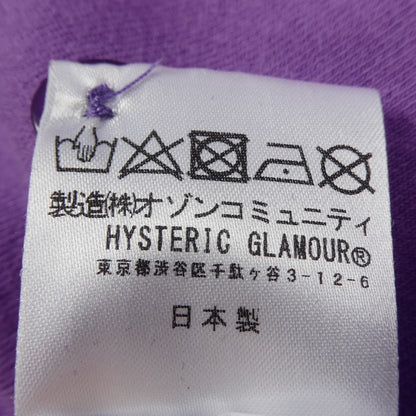 製造(株)オゾンコミュニティ
HYSTERIC GLAMOUR®
東京都渋谷区千駄ヶ谷3-12-6
日本製